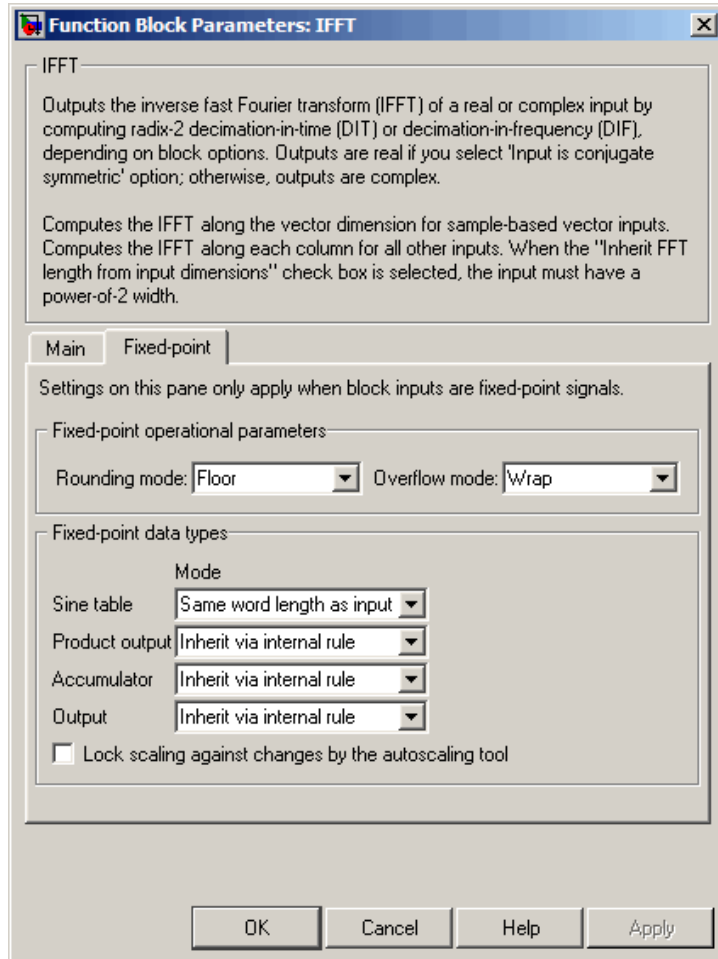 Function Block Parameters: IFFT
IFFT
Outputs the inverse fast Fourier transform (IFFT) of a real or complex input by
computing radix-2 decimation-in-time (DIT) or decimation-in-frequency (DIF),
depending on block options. Outputs are real if you select 'Input is conjugate
symmetric' option; otherwise, outputs are complex.
Computes the IFFT along the vector dimension for sample-based vector inputs.
Computes the IFFT along each column for all other inputs. When the "Inherit FFT
length from input dimensions" check box is selected, the input must have a
power-of-2 width.
Main Fixed-point
Settings on this pane only apply when block inputs are fixed-point signals.
Fixed-point operational parameters
Rounding mode: Floor Overflow mode: Wrap
Fixed-point data types
Mode
Sine table Same word length as input
Product output Inherit via internal rule
Accumulator Inherit via internal rule
Output Inherit via internal rule
Lock scaling against changes by the autoscaling tool
OK Cancel Help Apply